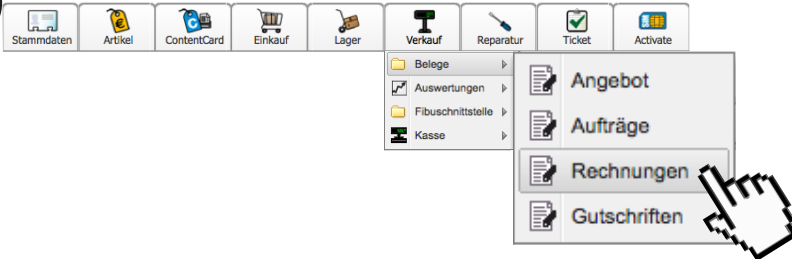 Stammdaten
Artikel
ContentCard
Einkauf
Lager
Verkauf
Reparatur
Ticket
Activate
Belege
Auswertungen
Fibuschnittstelle
Kasse
Angebot
Aufträge
Rechnungen
Gutschriften